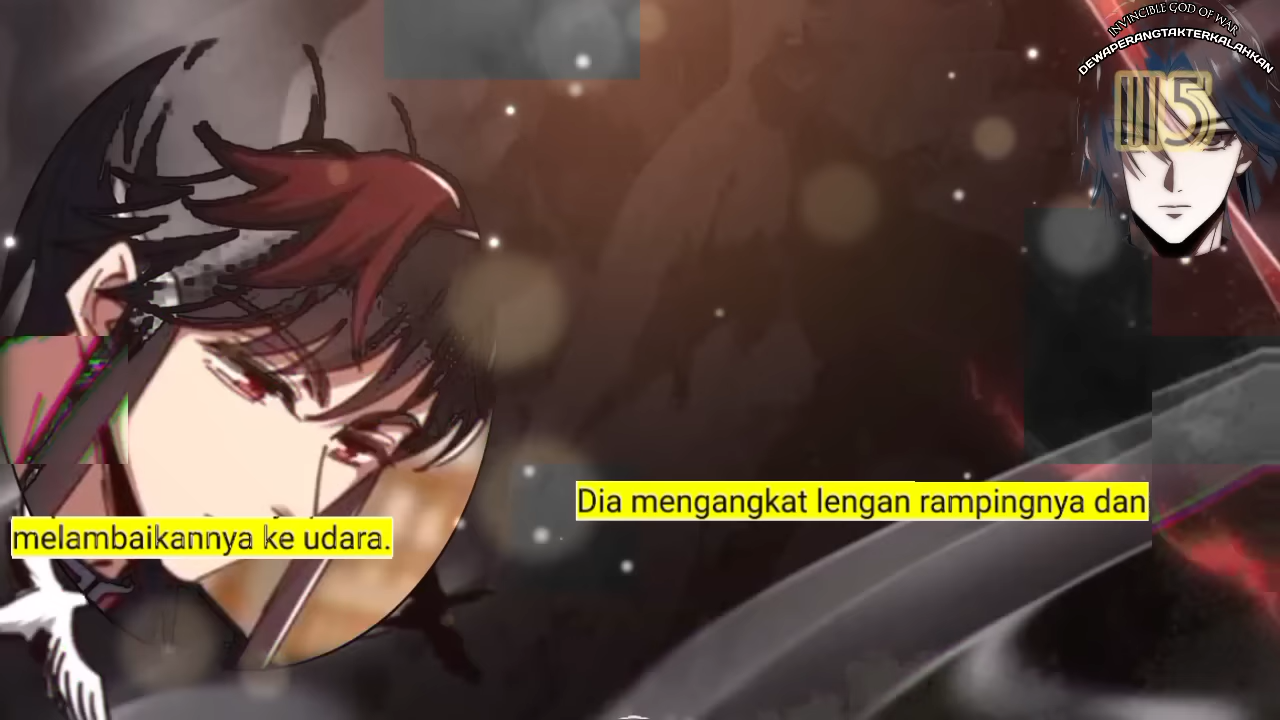 INVINCIBLE GOD OF WAR
DEWAPERANGTAKTERKALAHKAN
115
Dia mengangkat lengan rampingnya dan
melambaikannya ke udara.